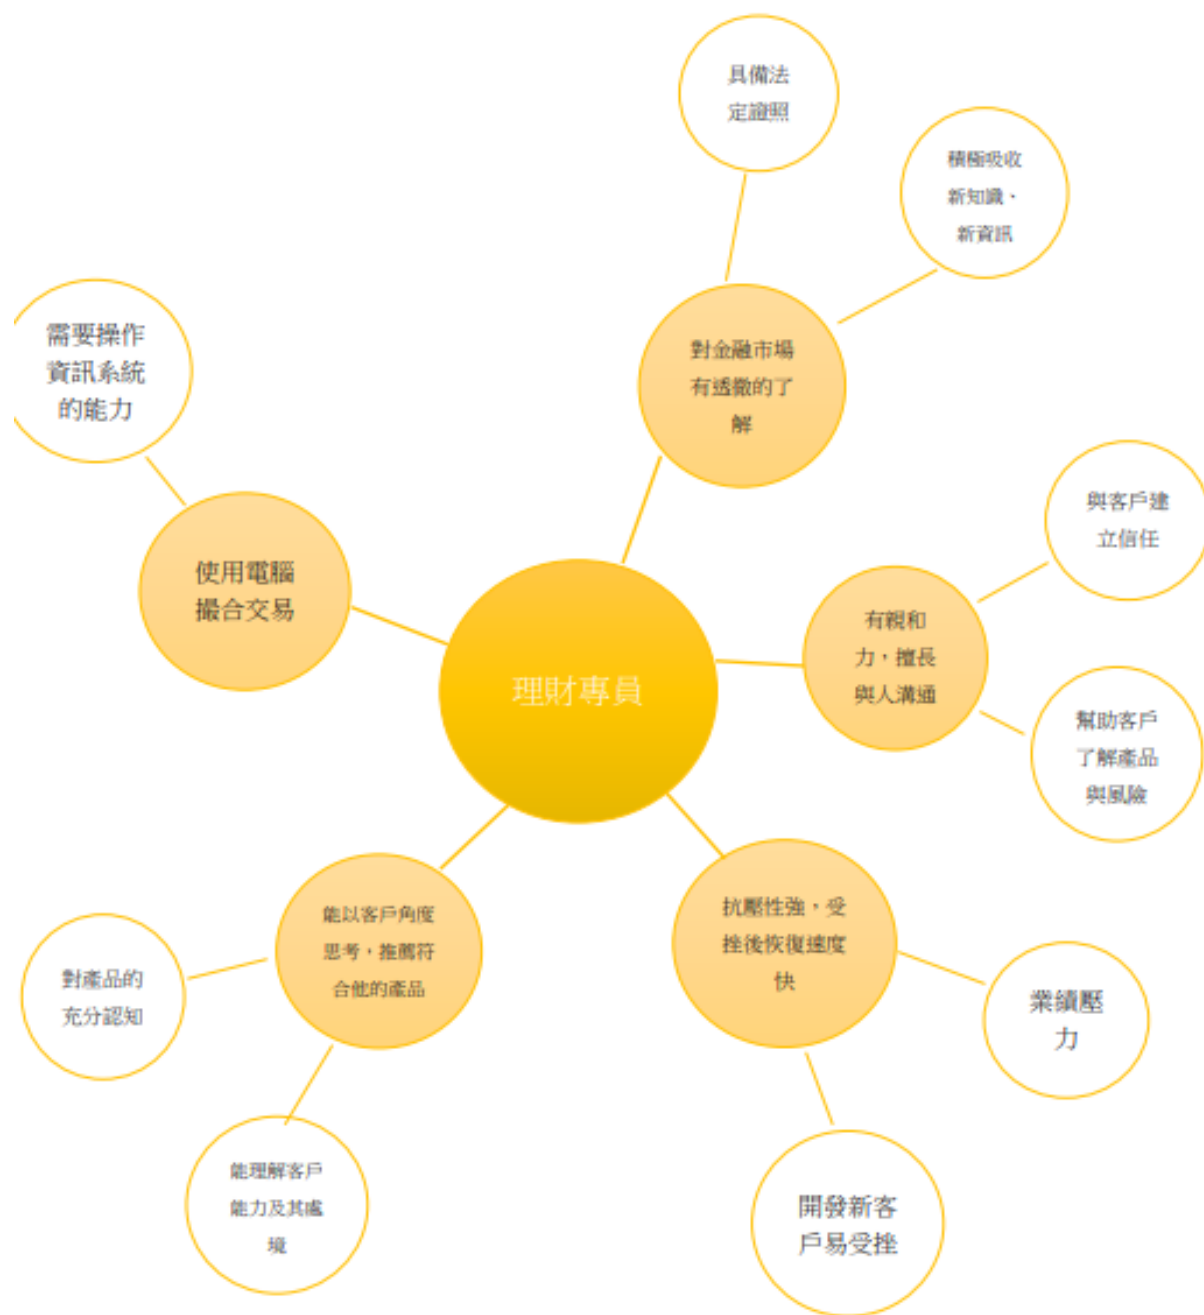 具備法
定證照
積極吸收
新知識、
新資訊
對金融市場
有透徹的了
解
需要操作
資訊系統
的能力
使用電腦
撮合交易
與客戶建
立信任
有親和
力，擅長
與人溝通
幫助客戶
了解產品
與風險
理財專員
能以客戶角度
思考，推薦符
合他的產品
對產品的
充分認知
能理解客戶
能力及其處
境
抗壓性強，受
挫後恢復速度
快
業績壓
力
開發新客
戶易受挫